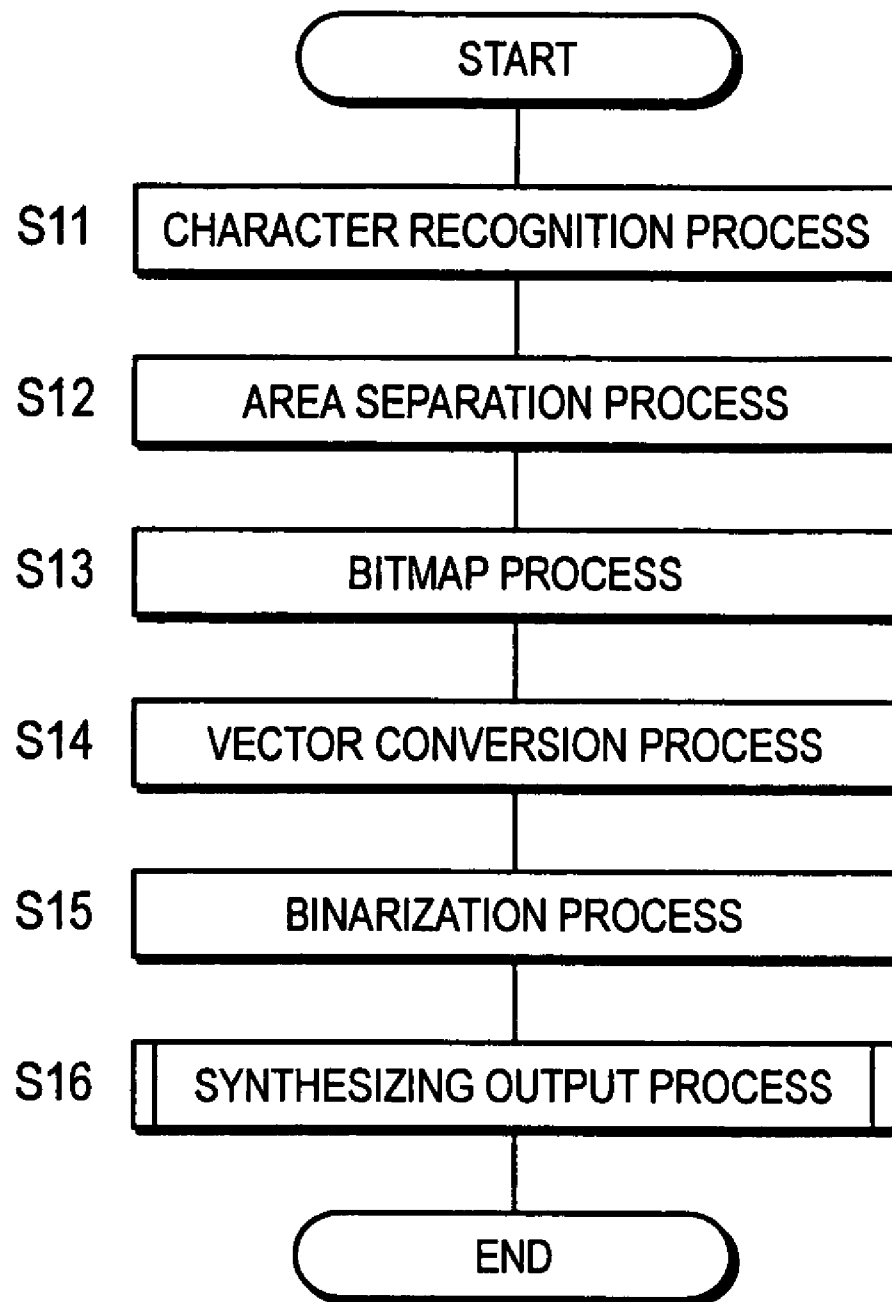 START
S11 CHARACTER RECOGNITION PROCESS
S12 AREA SEPARATION PROCESS
S13 BITMAP PROCESS
S14 VECTOR CONVERSION PROCESS
S15 BINARIZATION PROCESS
S16 SYNTHESIZING OUTPUT PROCESS
END